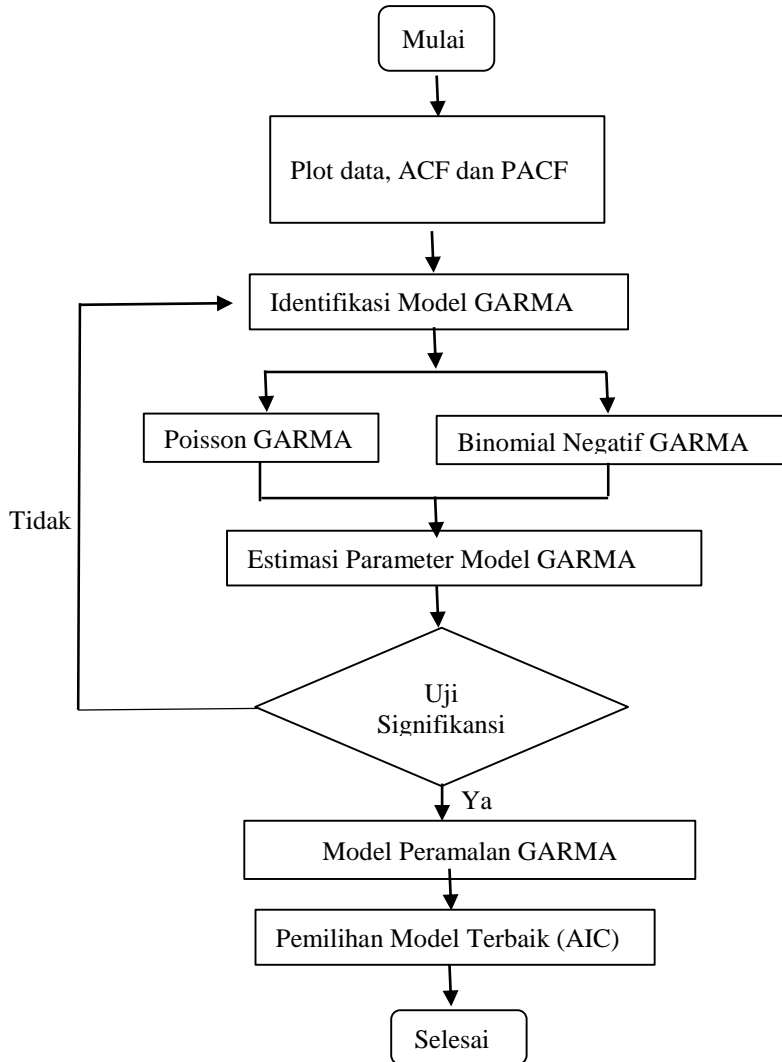 Mulai
Plot data, ACF dan PACF
Identifikasi Model GARMA
Poisson GARMA
Binomial Negatif GARMA
Tidak
Estimasi Parameter Model GARMA
Uji
Signifikansi
Ya
Model Peramalan GARMA
Pemilihan Model Terbaik (AIC)
Selesai